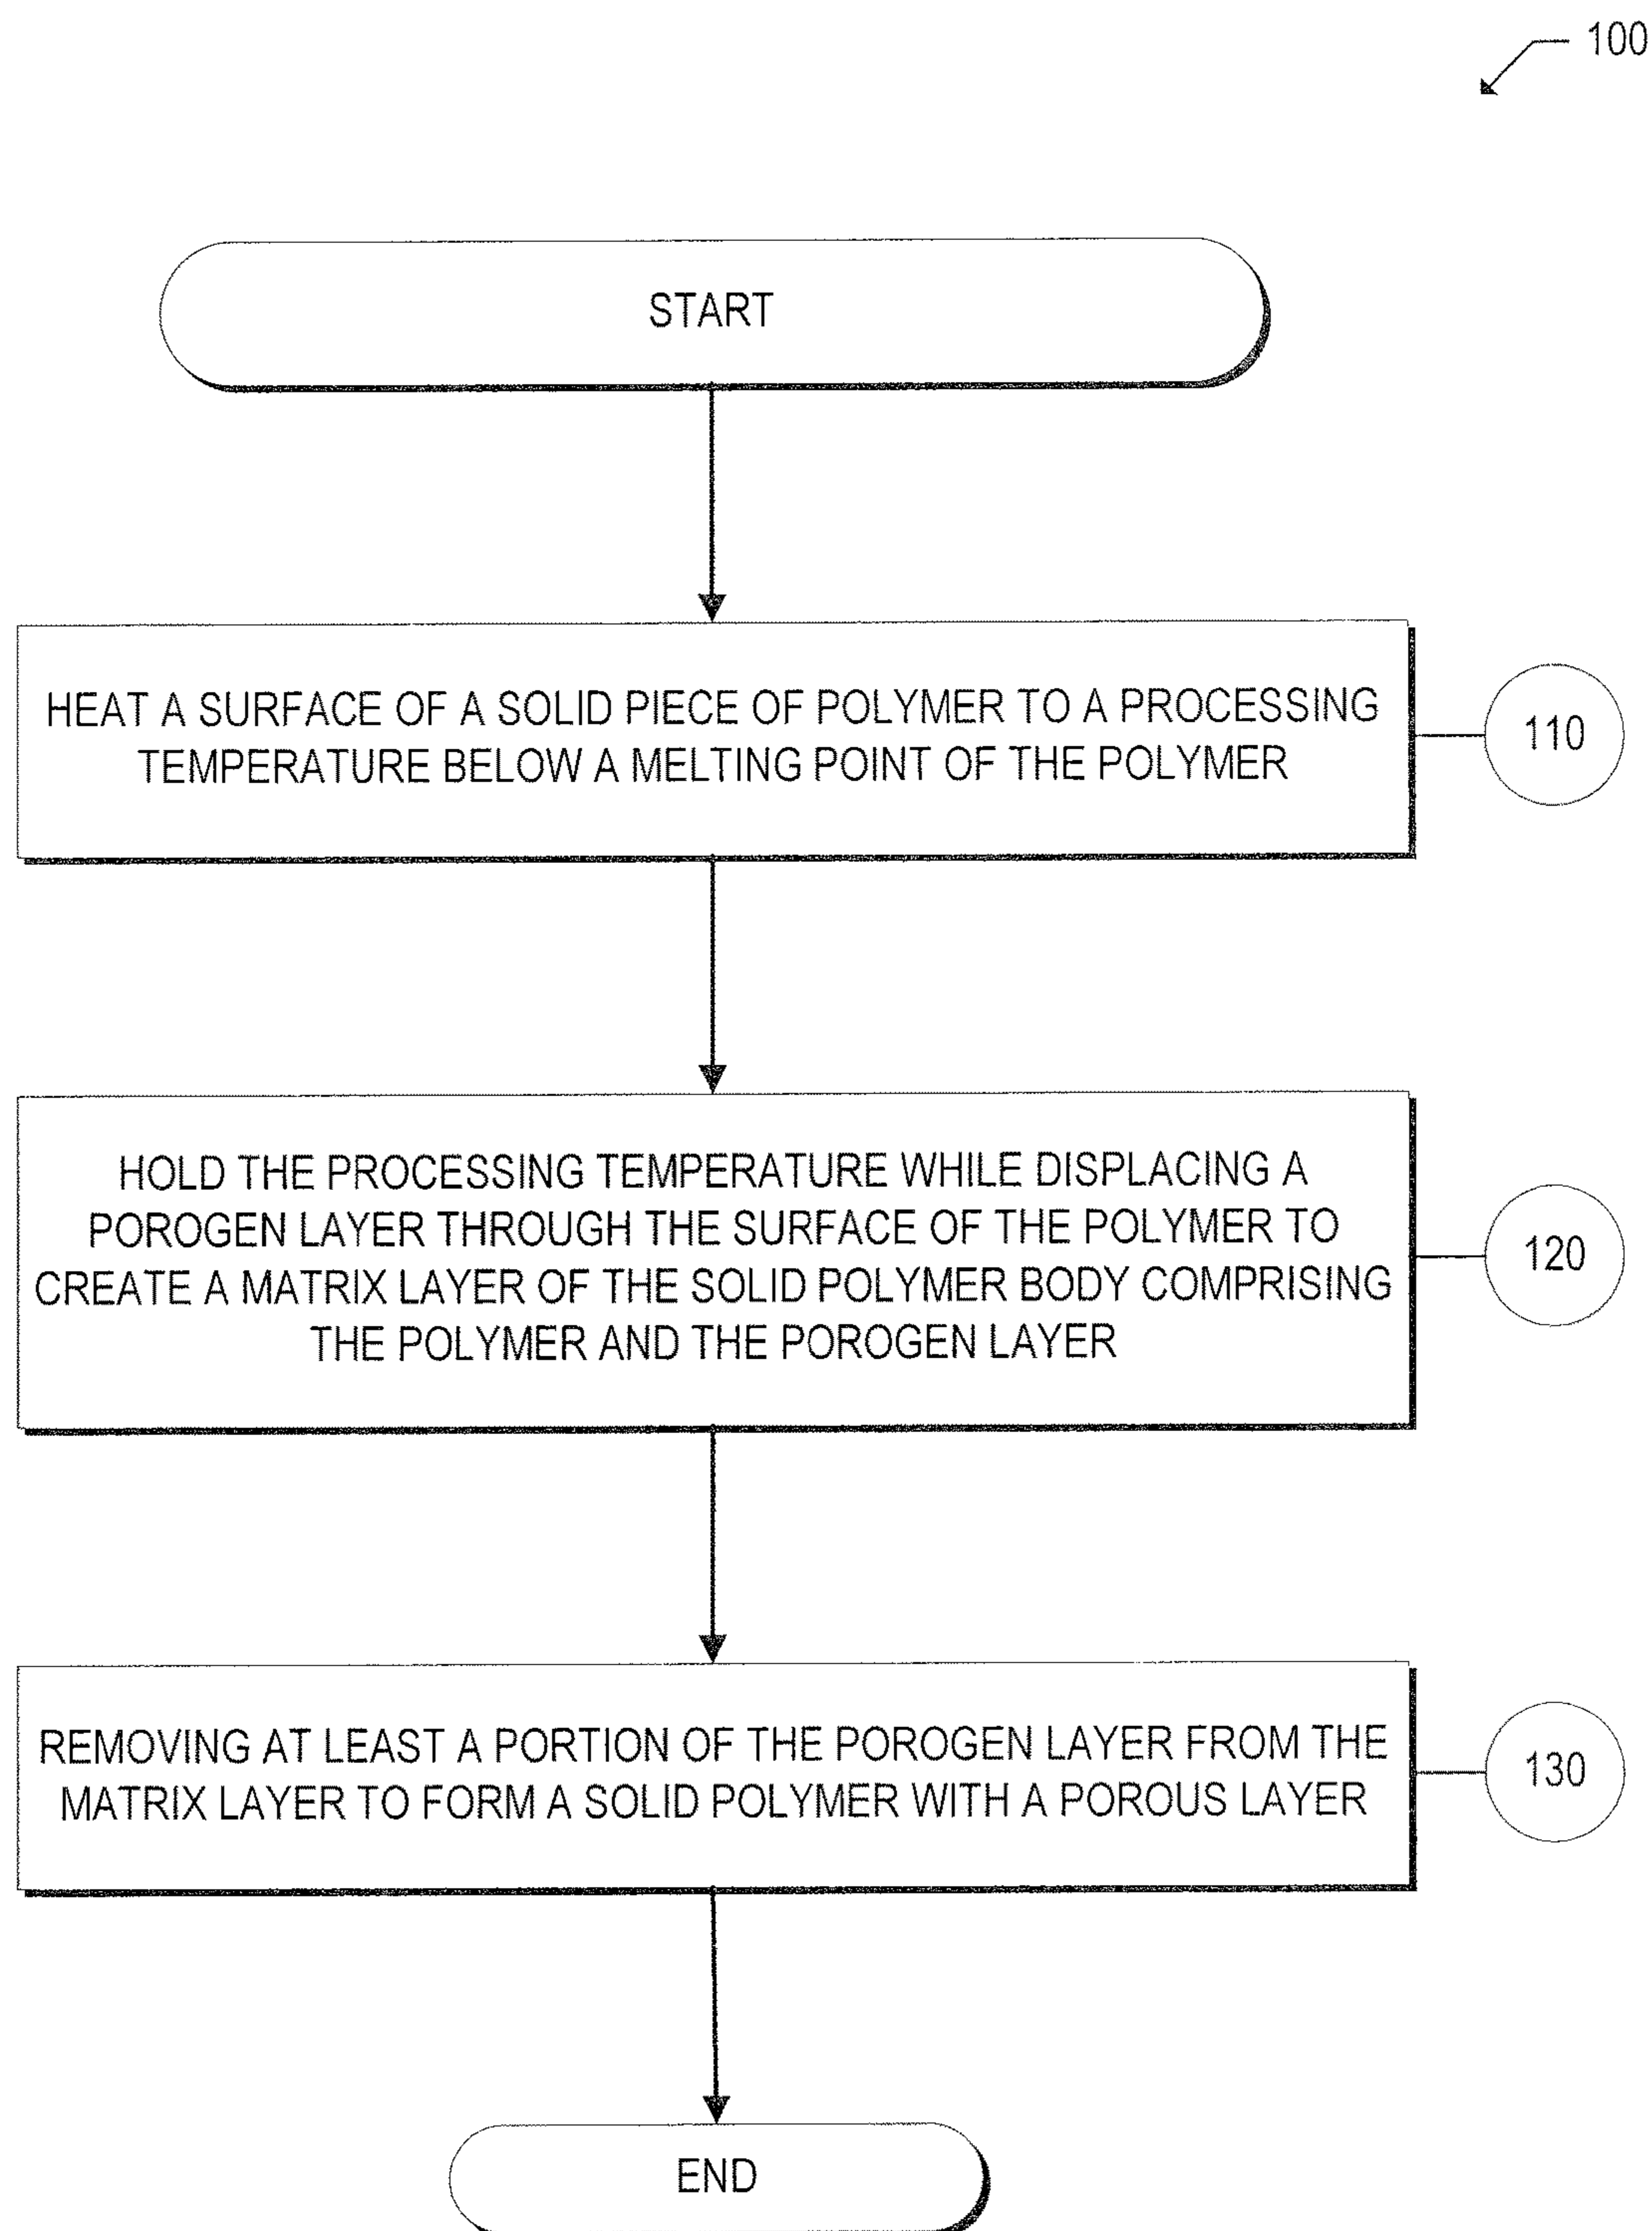 100
START
HEAT A SURFACE OF A SOLID PIECE OF POLYMER TO A PROCESSING
TEMPERATURE BELOW A MELTING POINT OF THE POLYMER
110
HOLD THE PROCESSING TEMPERATURE WHILE DISPLACING A
POROGEN LAYER THROUGH THE SURFACE OF THE POLYMER TO
CREATE A MATRIX LAYER OF THE SOLID POLYMER BODY COMPRISING
THE POLYMER AND THE POROGEN LAYER
120
REMOVING AT LEAST A PORTION OF THE POROGEN LAYER FROM THE
MATRIX LAYER TO FORM A SOLID POLYMER WITH A POROUS LAYER
130
END